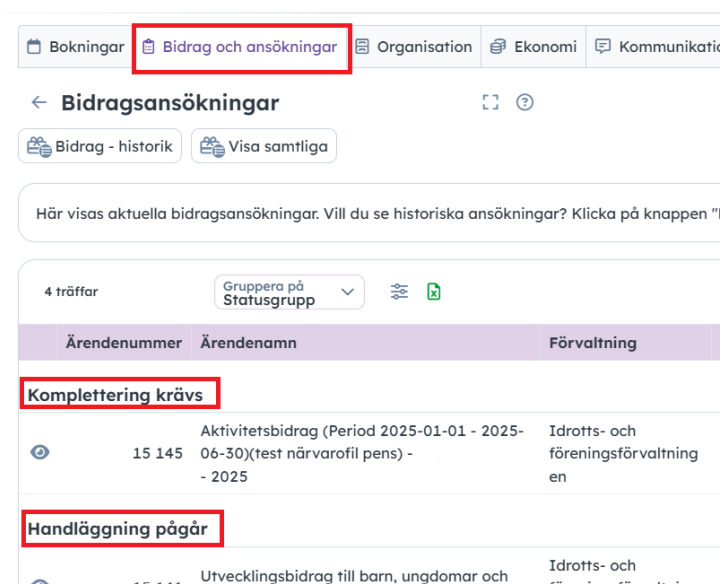 Bokningar Bidrag och ansökningar Organisation Ekonomi
Bidragsansökningar
Bidrag - historik Visa samtliga
Här visas aktuella bidragsansökningar. Vill du se historiska ansökningar? Klicka på knappen "
4 träffar
Gruppera på
Statusgrupp
Ärendenummer Ärendenamn Förvaltning
Komplettering krävs
15 145
Aktivitetsbidrag (Period 2025-01-01 - 2025-
06-30)(test närvarofil pens) -
- 2025
Idrotts- och
föreningsförvaltning
en
Handläggning pågår
Utvecklingsbidrag till barn, ungdomar och
Idrotts- och